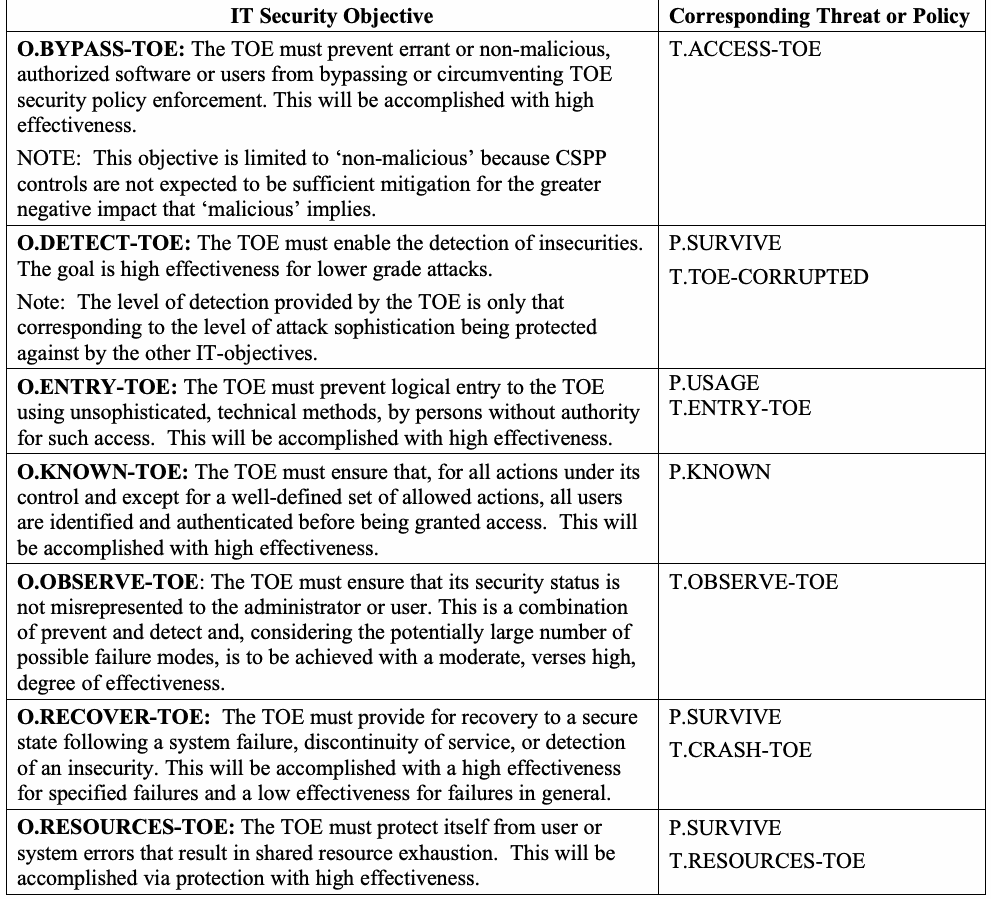 IT Security Objective
Corresponding Threat or Policy
O.BYPASS-TOE: The TOE must prevent errant or non-malicious,
authorized software or users from bypassing or circumventing TOE
security policy enforcement. This will be accomplished with high
effectiveness.
NOTE:  This objective is limited to ‘non-malicious’ because CSPP
controls are not expected to be sufficient mitigation for the greater
negative impact that ‘malicious’ implies.
T.ACCESS-TOE
O.DETECT-TOE: The TOE must enable the detection of insecurities.
The goal is high effectiveness for lower grade attacks.
Note:  The level of detection provided by the TOE is only that
corresponding to the level of attack sophistication being protected
against by the other IT-objectives.
P.SURVIVE
T.TOE-CORRUPTED
O.ENTRY-TOE: The TOE must prevent logical entry to the TOE
using unsophisticated, technical methods, by persons without authority
for such access.  This will be accomplished with high effectiveness.
P.USAGE
T.ENTRY-TOE
O.KNOWN-TOE: The TOE must ensure that, for all actions under its
control and except for a well-defined set of allowed actions, all users
are identified and authenticated before being granted access.  This will
be accomplished with high effectiveness.
P.KNOWN
O.OBSERVE-TOE: The TOE must ensure that its security status is
not misrepresented to the administrator or user. This is a combination
of prevent and detect and, considering the potentially large number of
possible failure modes, is to be achieved with a moderate, verses high,
degree of effectiveness.
T.OBSERVE-TOE
O.RECOVER-TOE:  The TOE must provide for recovery to a secure
state following a system failure, discontinuity of service, or detection
of an insecurity. This will be accomplished with a high effectiveness
for specified failures and a low effectiveness for failures in general.
P.SURVIVE
T.CRASH-TOE
O.RESOURCES-TOE: The TOE must protect itself from user or
system errors that result in shared resource exhaustion.  This will be
accomplished via protection with high effectiveness.
P.SURVIVE
T.RESOURCES-TOE